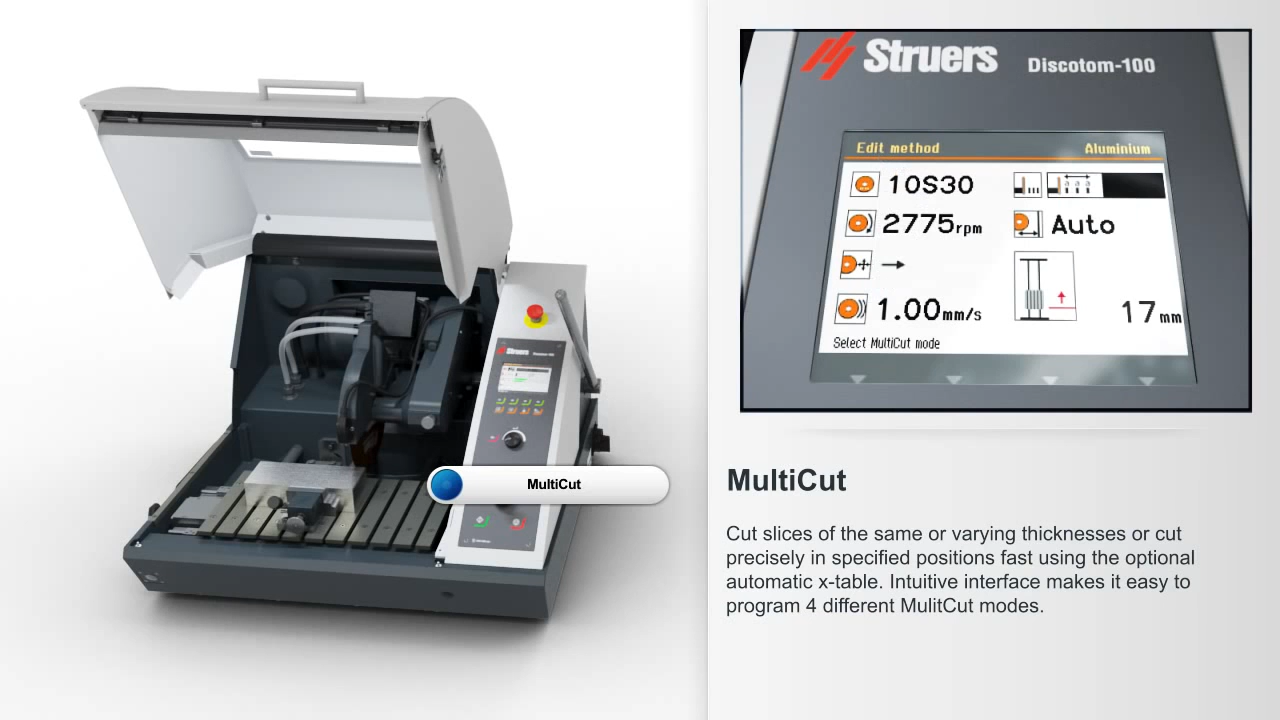 Struers Discotom-100
Edit method Aluminium
10S30
2775rpm Auto
1.00mm/s 17mm
Select MultiCut mode
Struers
MultiCut
MultiCut
Cut slices of the same or varying thicknesses or cut
precisely in specified positions fast using the optional
automatic x-table. Intuitive interface makes it easy to
program 4 different MulitCut modes.